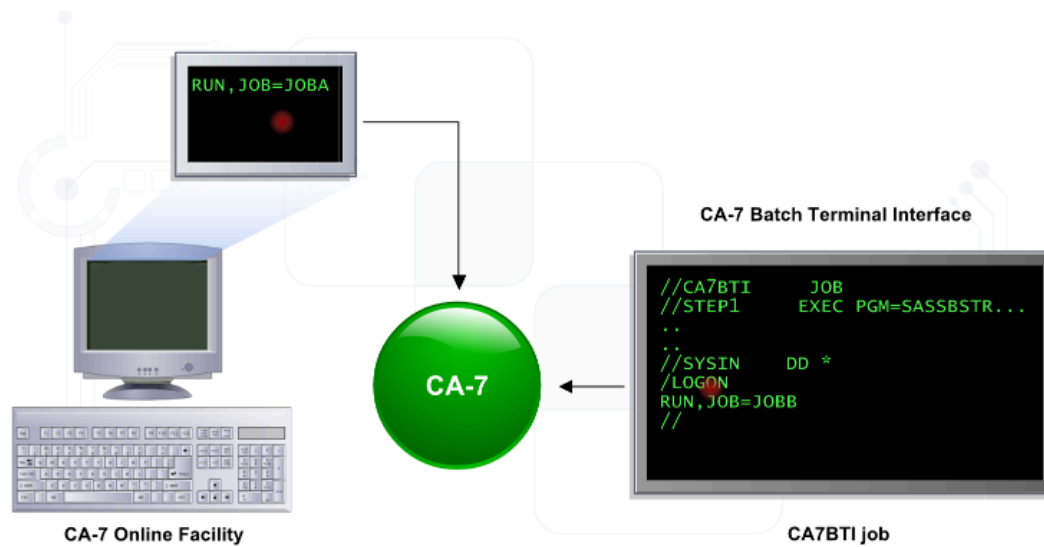 RUN,JOB=JOBA
CA-7 Batch Terminal Interface
//CA7BTI JOB
//STEP1 EXEC PGM=SASSBSTR...
..
..
//SYSIN DD *
/LOGON
RUN,JOB=JOBB
//
CA-7
CA-7 Online Facility
CA7BTI job